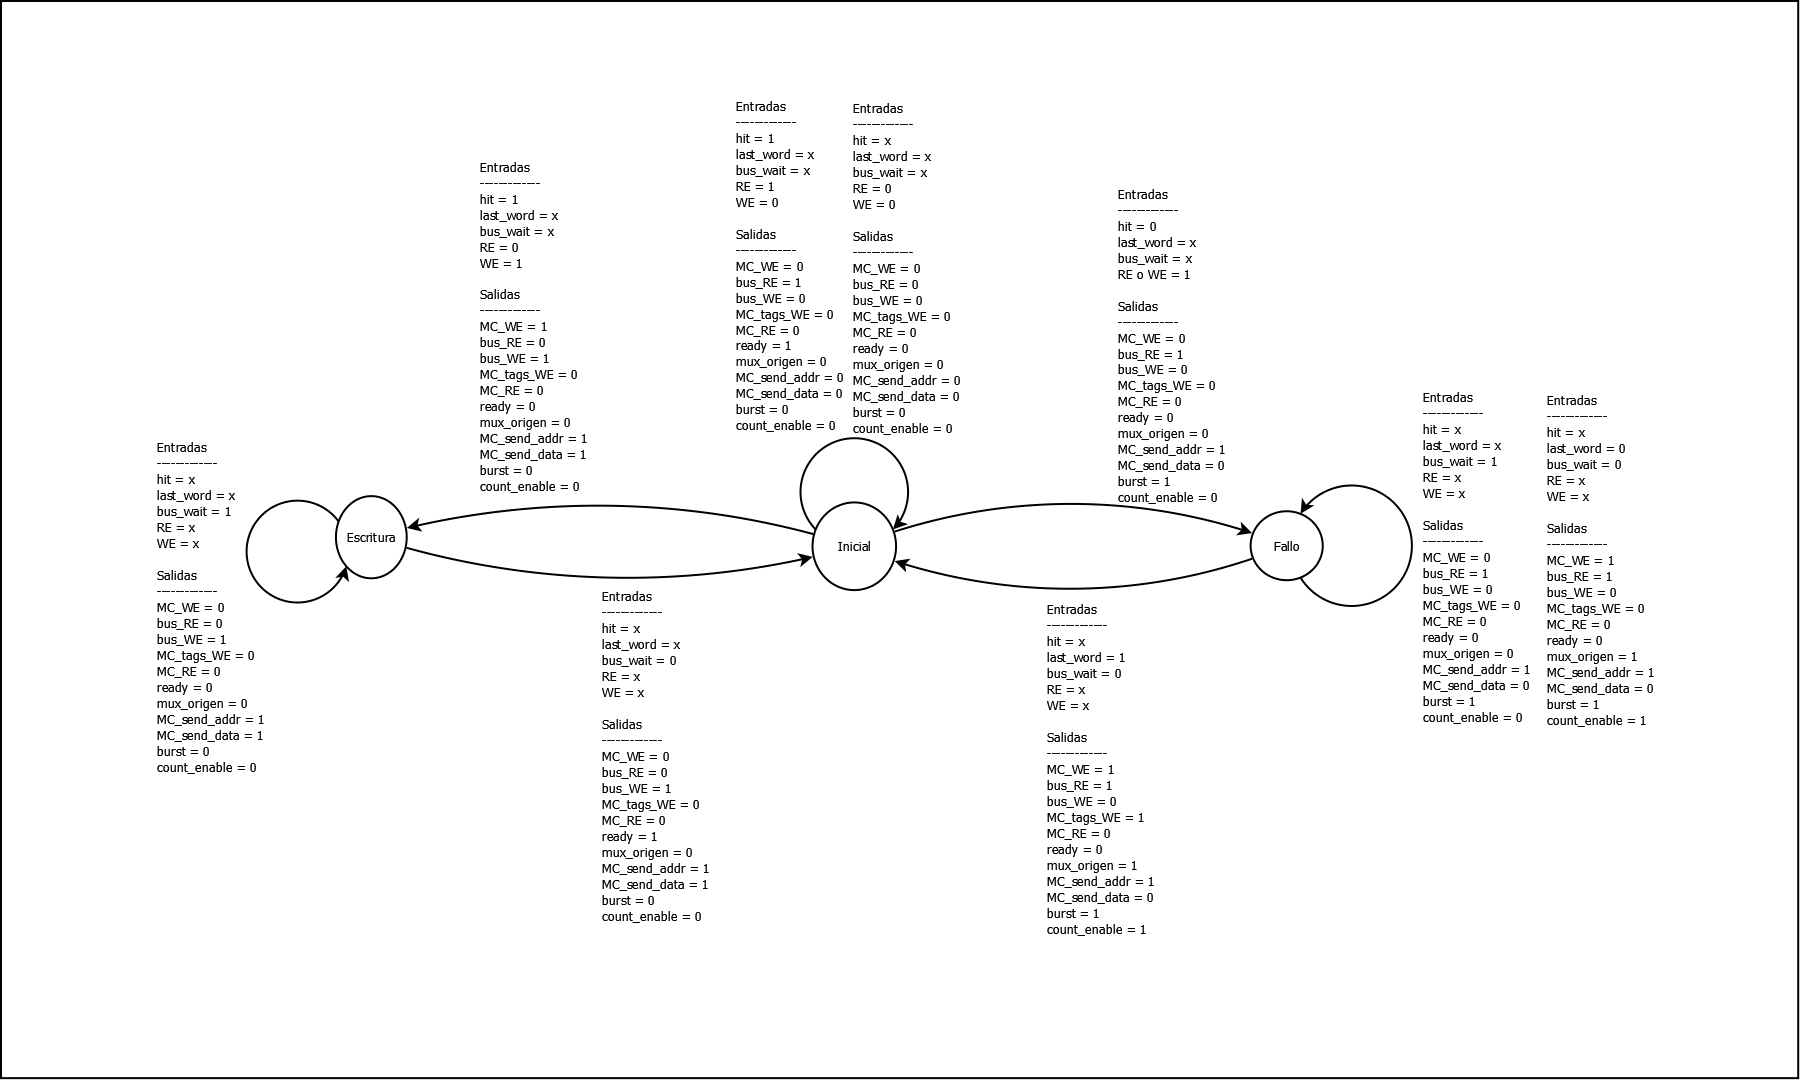 Entradas
-------------
hit = 1
last_word = x
bus_wait = x
RE = 1
WE = 0
Salidas
-------------
MC_WE = 0
bus_RE = 1
bus_WE = 0
MC_tags_WE = 0
MC_RE = 0
ready = 1
mux_origen = 0
MC_send_addr = 0
MC_send_data = 0
burst = 0
count_enable = 0
Entradas
-------------
hit = x
last_word = x
bus_wait = x
RE = 0
WE = 0
Salidas
-------------
MC_WE = 0
bus_RE = 0
bus_WE = 0
MC_tags_WE = 0
MC_RE = 0
ready = 0
mux_origen = 0
MC_send_addr = 0
MC_send_data = 0
burst = 0
count_enable = 0
Entradas
-------------
hit = 1
last_word = x
bus_wait = x
RE = 0
WE = 1
Salidas
-------------
MC_WE = 1
bus_RE = 0
bus_WE = 1
MC_tags_WE = 0
MC_RE = 0
ready = 0
mux_origen = 0
MC_send_addr = 1
MC_send_data = 1
burst = 0
count_enable = 0
Entradas
-------------
hit = 0
last_word = x
bus_wait = x
RE o WE = 1
Salidas
-------------
MC_WE = 0
bus_RE = 1
bus_WE = 0
MC_tags_WE = 0
MC_RE = 0
ready = 0
mux_origen = 0
MC_send_addr = 1
MC_send_data = 0
burst = 1
count_enable = 0
Entradas
-------------
hit = x
last_word = x
bus_wait = 1
RE = x
WE = x
Salidas
-------------
MC_WE = 0
bus_RE = 0
bus_WE = 1
MC_tags_WE = 0
MC_RE = 0
ready = 0
mux_origen = 0
MC_send_addr = 1
MC_send_data = 1
burst = 0
count_enable = 0
Escritura
Inicial
Fallo
Entradas
-------------
hit = x
last_word = x
bus_wait = 1
RE = x
WE = x
Salidas
-------------
MC_WE = 0
bus_RE = 1
bus_WE = 0
MC_tags_WE = 0
MC_RE = 0
ready = 0
mux_origen = 0
MC_send_addr = 1
MC_send_data = 0
burst = 1
count_enable = 0
Entradas
-------------
hit = x
last_word = 0
bus_wait = 0
RE = x
WE = x
Salidas
-------------
MC_WE = 1
bus_RE = 1
bus_WE = 0
MC_tags_WE = 0
MC_RE = 0
ready = 0
mux_origen = 1
MC_send_addr = 1
MC_send_data = 0
burst = 1
count_enable = 1
Entradas
-------------
hit = x
last_word = x
bus_wait = 0
RE = x
WE = x
Salidas
-------------
MC_WE = 0
bus_RE = 0
bus_WE = 1
MC_tags_WE = 0
MC_RE = 0
ready = 1
mux_origen = 0
MC_send_addr = 1
MC_send_data = 1
burst = 0
count_enable = 0
Entradas
-------------
hit = x
last_word = 1
bus_wait = 0
RE = x
WE = x
Salidas
-------------
MC_WE = 1
bus_RE = 1
bus_WE = 0
MC_tags_WE = 1
MC_RE = 0
ready = 0
mux_origen = 1
MC_send_addr = 1
MC_send_data = 0
burst = 1
count_enable = 1